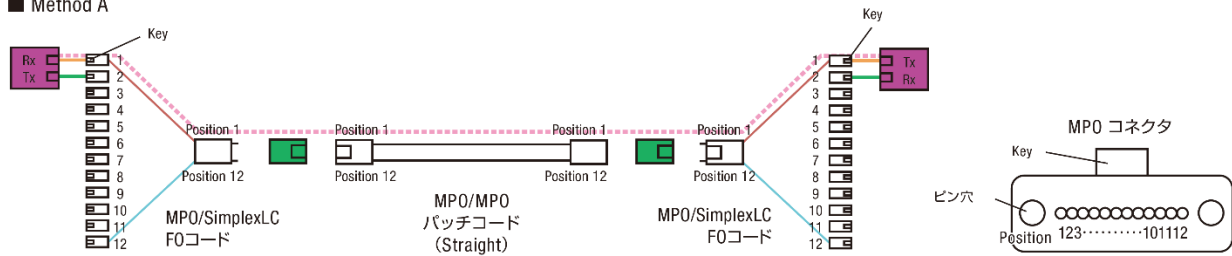 ■ Method A
Key
Key
Rx
Tx
1
2
3
4
5
6
7
8
9
10
11
12
Position 1
Position 12
MPO/SimplexLC
FOコード
Position 1
Position 12
MPO/MPO
パッチコード
(Straight)
Position 1
Position 12
Position 1
Position 12
MPO/SimplexLC
FOコード
1
2
3
4
5
6
7
8
9
10
11
12
Tx
Rx
MPO コネクタ
Key
ピン穴
Position 123·········101112